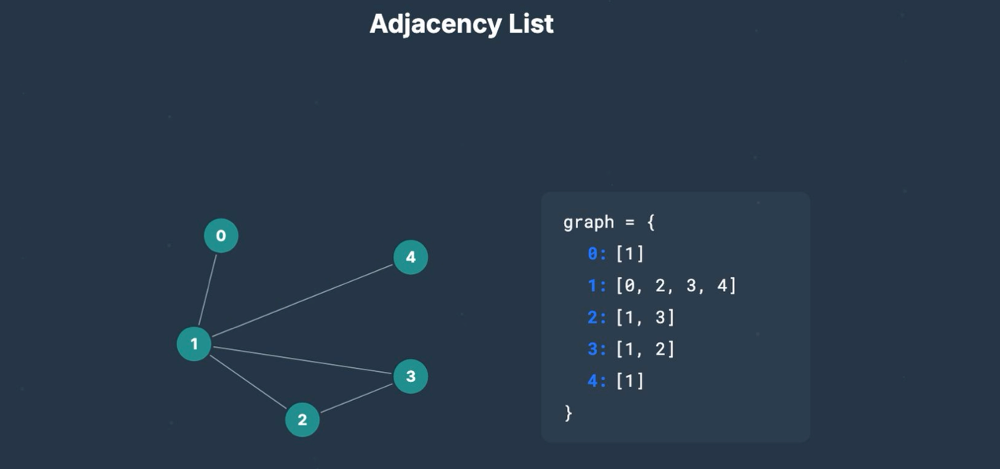 Adjacency List
0
4
1
3
2
graph = {
0: [1]
1: [0, 2, 3, 4]
2: [1, 3]
3: [1, 2]
4: [1]
}